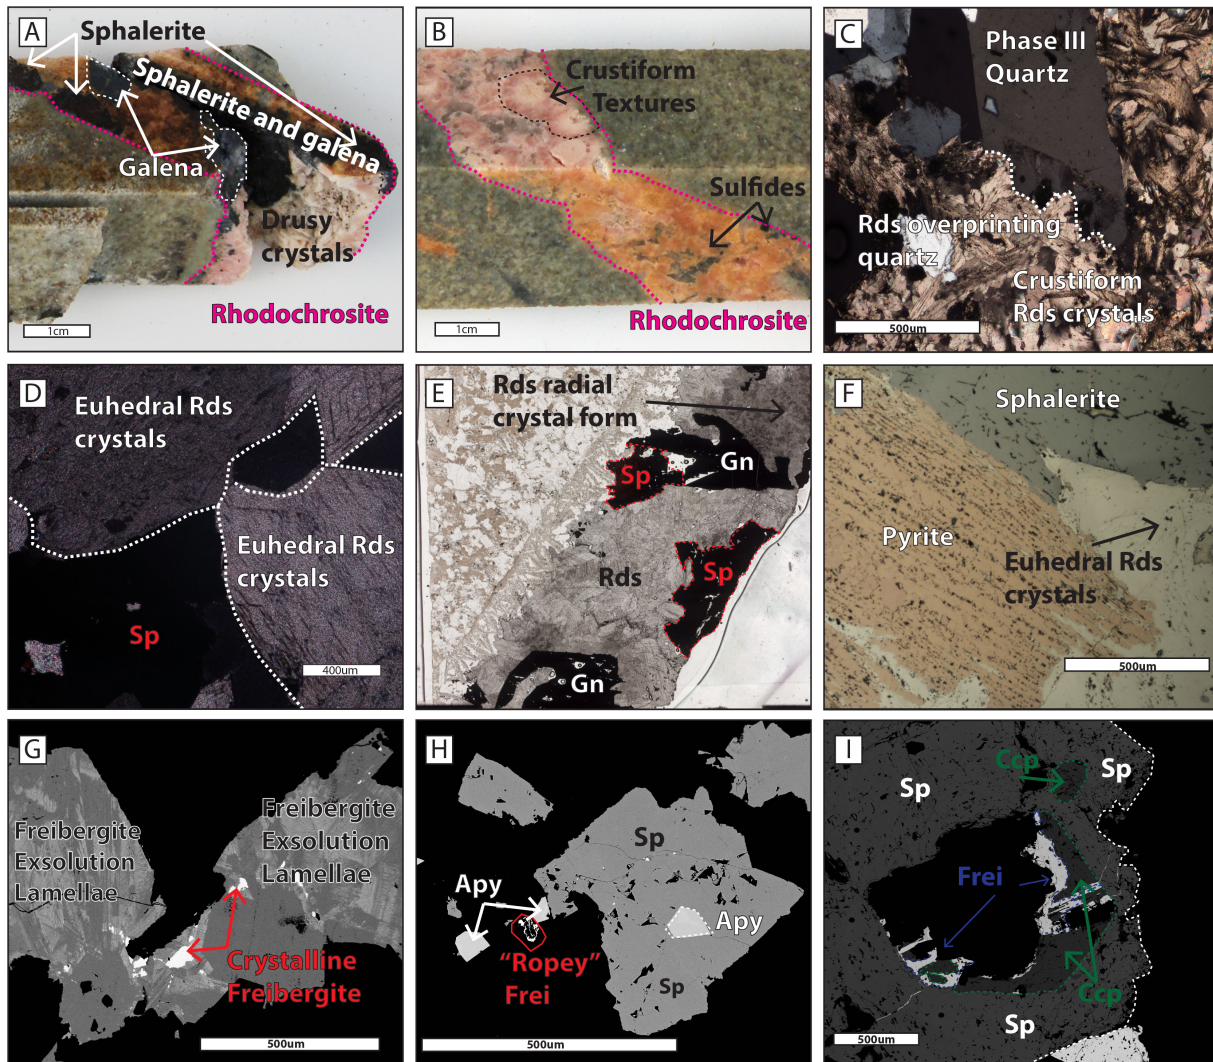 A
Sphalerite
Sphalerite and galena
Galena
Drusy
crystals
Rhodochrosite
1cm
B
Crustiform
Textures
Sulfides
Rhodochrosite
1cm
C
Phase III
Quartz
Rds overprinting
quartz
Crustiform
Rds crystals
500um
D
Euhedral Rds
crystals
Euhedral Rds
crystals
Sp
400um
E
Rds radial
crystal form
Sp
Gn
Rds
Sp
Gn
F
Sphalerite
Pyrite
Euhedral Rds
crystals
500um
G
Freibergite
Exsolution
Lamellae
Freibergite
Exsolution
Lamellae
Crystalline
Freibergite
500um
H
Sp
Apy
Apy
"Ropey"
Frei
Sp
500um
I
Ccp
Sp
Sp
Frei
Ccp
Sp
500um